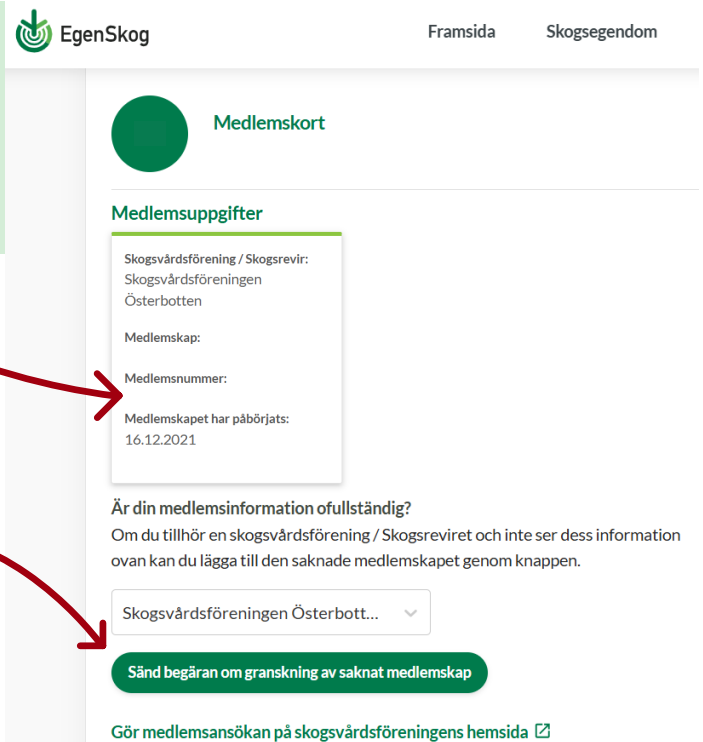 EgenSkog
Framsida Skogsegendom
Medlemskort
Medlemsuppgifter
Skogsvårdsförening / Skogsrevir:
Skogsvårdsföreningen
Österbotten
Medlemskap:
Medlemsnummer:
Medlemskapet har påbörjats:
16.12.2021
Är din medlemsinformation ofullständig?
Om du tillhör en skogsvårdsförening / Skogsreviret och inte ser dess information
ovan kan du lägga till den saknade medlemskapet genom knappen.
Skogsvårdsföreningen Österbott...
Sänd begäran om granskning av saknat medlemskap
Gör medlemsansökan på skogsvårdsföreningens hemsida